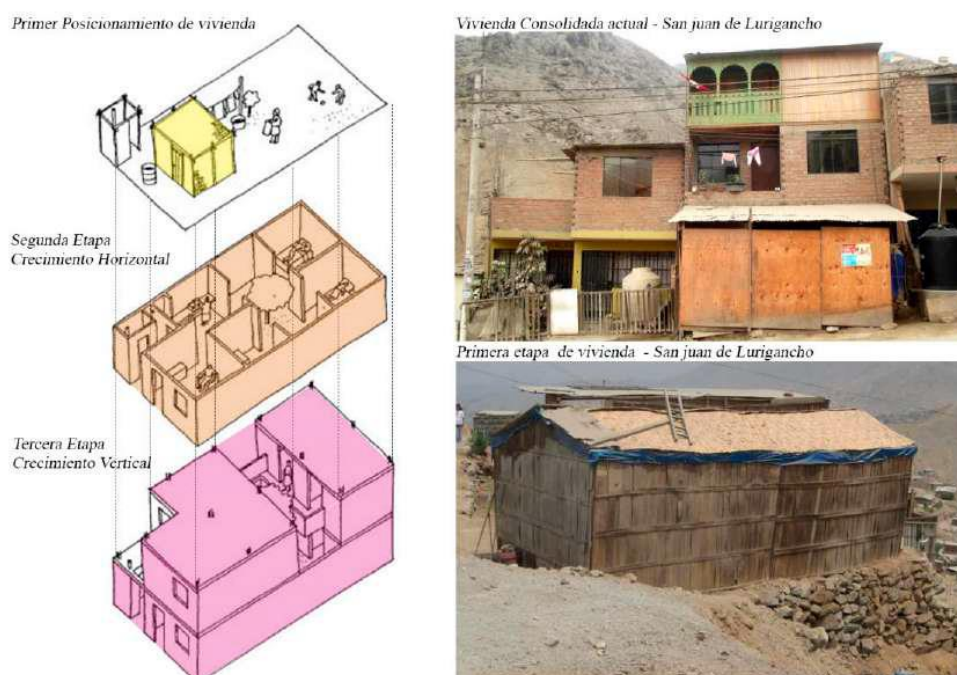 Primer Posicionamiento de vivienda
Segunda Etapa
Crecimiento Horizontal
Tercera Etapa
Crecimiento Vertical
Vivienda Consolidada actual - San juan de Lurigancho
Primera etapa de vivienda - San juan de Lurigancho